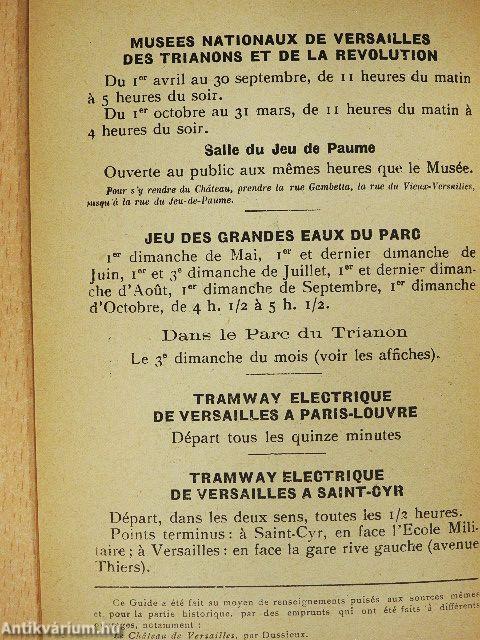 MUSEES NATIONAUX DE VERSAILLES
DES TRIANONS ET DE LA REVOLUTION
Du 1er avril au 30 septembre, de 11 heures du matin
à 5 heures du soir.
Du 1er octobre au 31 mars, de 11 heures du matin à
4 heures du soir.
Salle du Jeu de Paume
Ouverte au public aux mêmes heures que le Musée.
Pour s'y rendre du Château, prendre la rue Gambetta, la rue du Vieux-Versailles,
jusqu'à la rue du Jeu-de-Paume.
JEU DES GRANDES EAUX DU PARC
1er dimanche de Mai, 1er et dernier dimanche de
Juin, 1er et 3e dimanche de Juillet, 1er et dernier diman-
che d'Août, 1er dimanche de Septembre, 1er dimanche
d'Octobre, de 4 h. 1/2 à 5 h. 1/2.
Dans le Parc du Trianon
Le 3e dimanche du mois (voir les affiches).
TRAMWAY ELECTRIQUE
DE VERSAILLES A PARIS-LOUVRE
Départ tous les quinze minutes
TRAMWAY ELECTRIQUE
DE VERSAILLES A SAINT-CYR
Départ, dans les deux sens, toutes les 1/2 heures.
Points terminus : à Saint-Cyr, en face l'Ecole Mili-
taire ; à Versailles : en face la gare rive gauche (avenue
Thiers).
Ce Guide a été fait au moyen de renseignements puisés aux sources mêmes
et, pour la partie historique, par des emprunts qui ont été faits à différents
notamment :
Le Château de Versailles, par Dussieux.
Antikvárium.hu